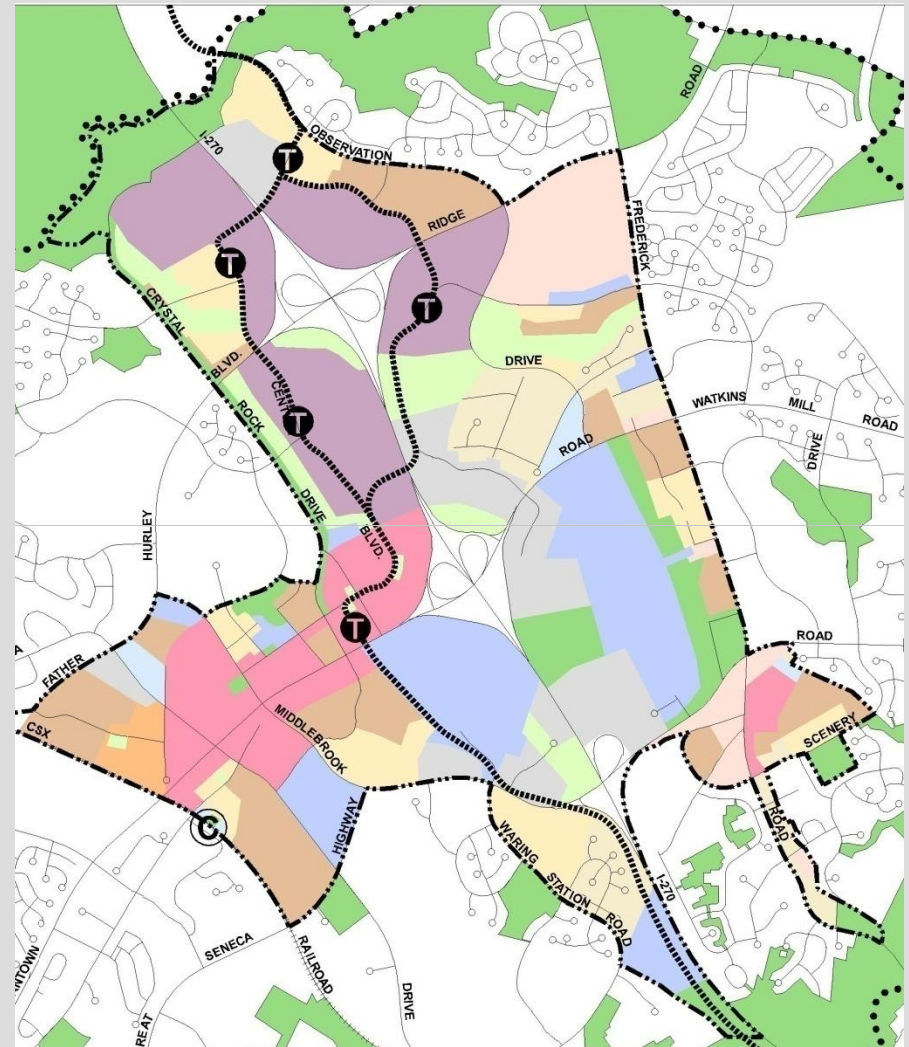 ROAD
I-270
OBSERVATION
T
RIDGE
FREDERICK
T
T
CRYSTAL
BLVD.
DRIVE
ROCK
T
WATKINS
MILL
ROAD
ROAD
DRIVE
DRIVE
HURLEY
BLVD.
T
ROAD
FATHER
CSX
MIDDLEBROOK
SCENERY
HIGHWAY
C
WARING
STATION
ROAD
I-270
ROAD
SENECA
RAILROAD
DRIVE